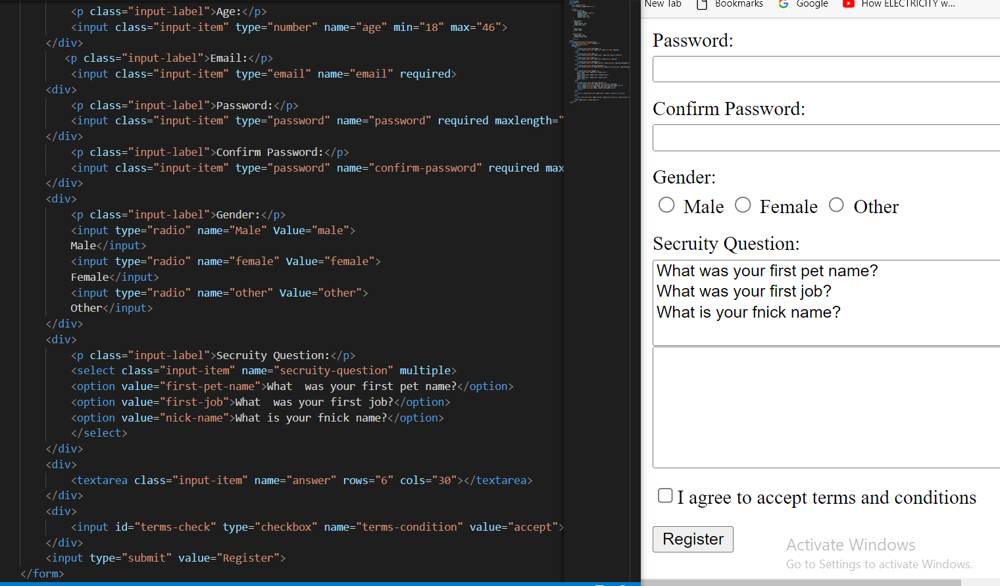 <p class="input-label">Age:</p>
<input class="input-item" type="number" name="age" min="18" max="46">
</div>
<p class="input-label">Email:</p>
<input class="input-item" type="email" name="email" required>
<div>
<p class="input-label">Password:</p>
<input class="input-item" type="password" name="password" required maxlength="
</div>
<p class="input-label">Confirm Password:</p>
<input class="input-item" type="password" name="confirm-password" required max
</div>
<div>
<p class="input-label">Gender:</p>
<input type="radio" name="Male" Value="male">
Male</input>
<input type="radio" name="female" Value="female">
Female</input>
<input type="radio" name="other" Value="other">
Other</input>
</div>
<div>
<p class="input-label">Secruity Question:</p>
<select class="input-item" name="secruity-question" multiple>
<option value="first-pet-name">What  was your first pet name?</option>
<option value="first-job">What  was your first job?</option>
<option value="nick-name">What is your fnick name?</option>
</select>
</div>
<div>
<textarea class="input-item" name="answer" rows="6" cols="30"></textarea>
</div>
<div>
<input id="terms-check" type="checkbox" name="terms-condition" value="accept">
</div>
<input type="submit" value="Register">
</form>
New Tab Bookmarks Google How ELECTRICITY w...
Password:
Confirm Password:
Gender:
Male Female Other
Secruity Question:
What was your first pet name?
What was your first job?
What is your fnick name?
I agree to accept terms and conditions
Register
Activate Windows
Go to Settings to activate Windows.